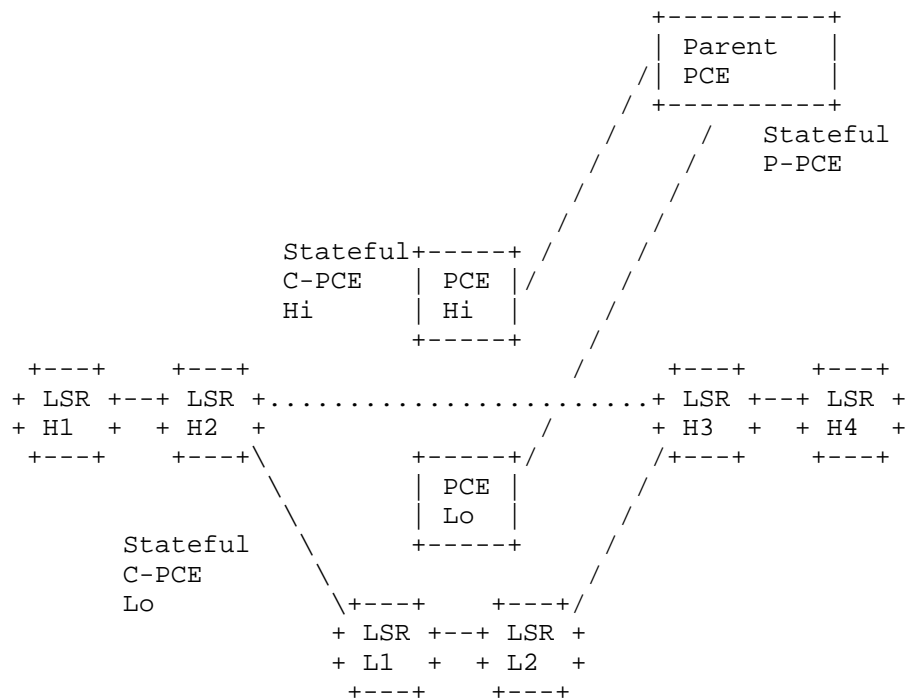 Parent
PCE
Stateful
P-PCE
Stateful
C-PCE PCE
Hi Hi
LSR LSR LSR LSR
H1 H2 H3 H4
PCE
Lo
Stateful
C-PCE
Lo
LSR LSR
L1 L2